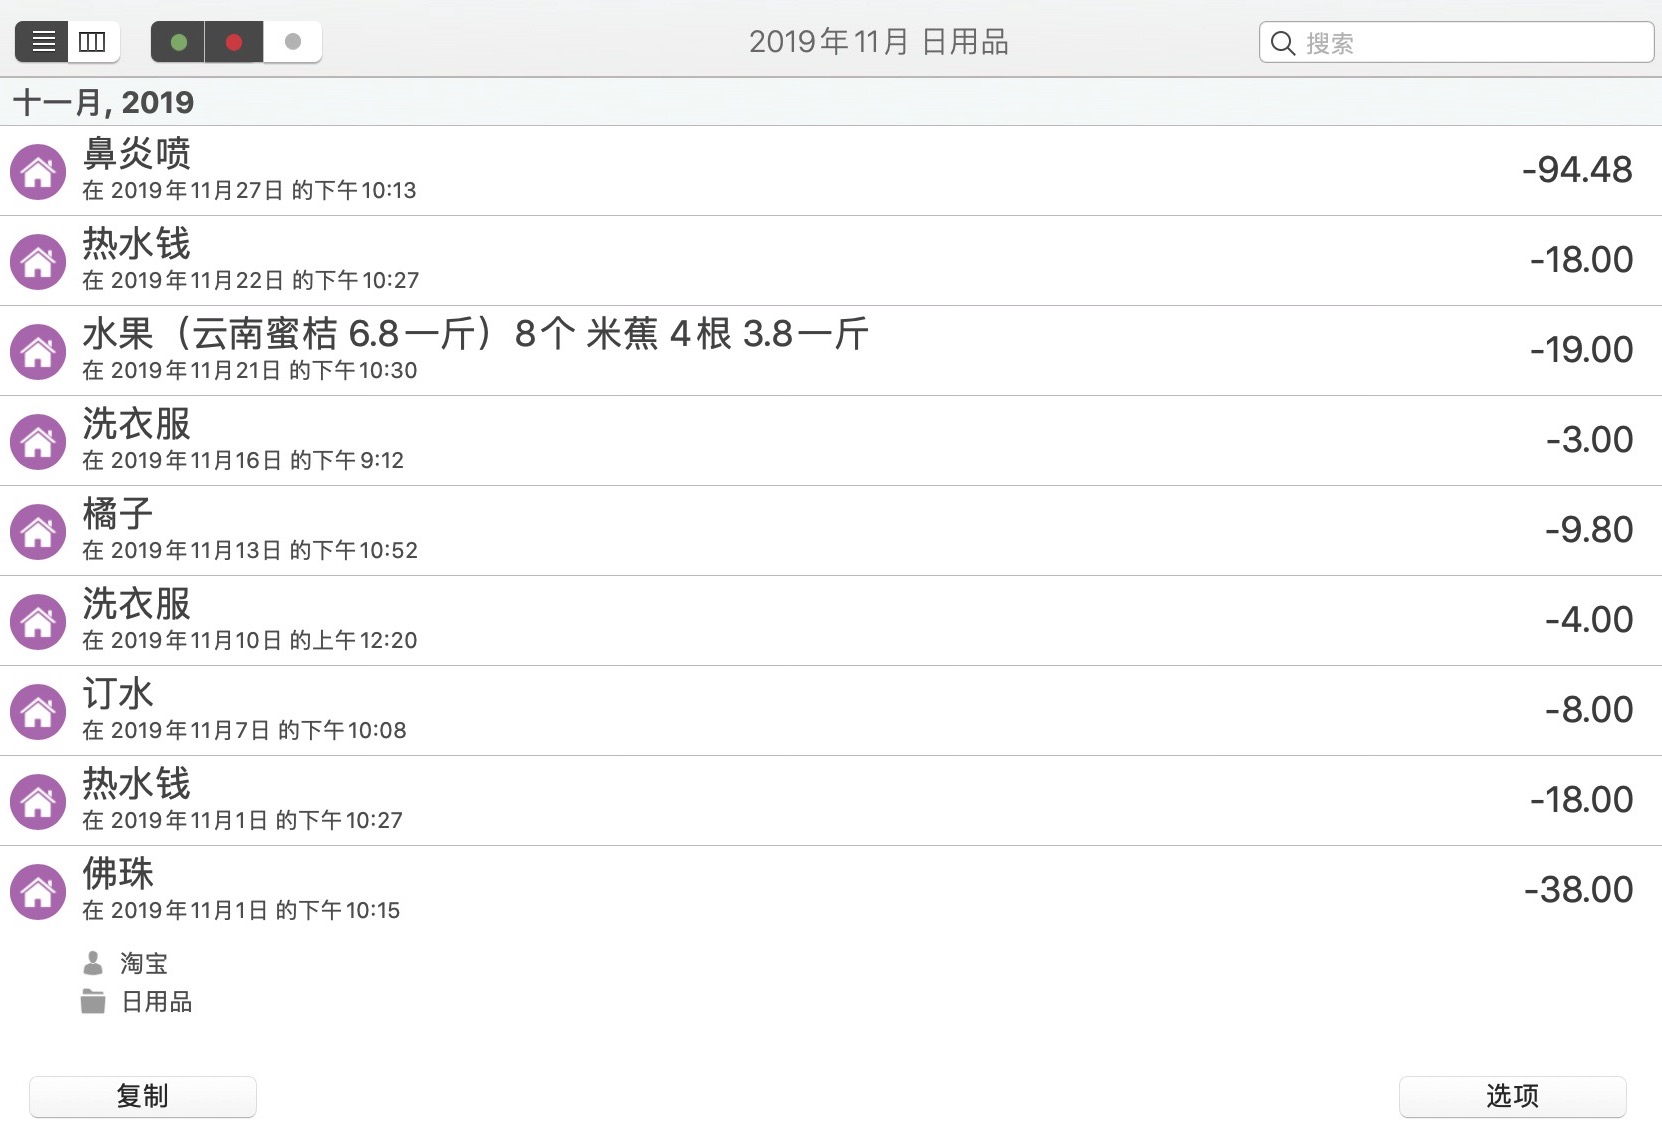 2019年11月 日用品
搜索
十一月, 2019
鼻炎喷
在 2019年11月27日 的下午10:13
-94.48
热水钱
在 2019年11月22日 的下午10:27
-18.00
水果（云南蜜桔 6.8一斤）8个 米蕉 4根 3.8一斤
在 2019年11月21日 的下午10:30
-19.00
洗衣服
在 2019年11月16日 的下午9:12
-3.00
橘子
在 2019年11月13日 的下午10:52
-9.80
洗衣服
在 2019年11月10日 的上午12:20
-4.00
订水
在 2019年11月7日 的下午10:08
-8.00
热水钱
在 2019年11月1日 的下午10:27
-18.00
佛珠
在 2019年11月1日 的下午10:15
-38.00
淘宝
日用品
复制
选项